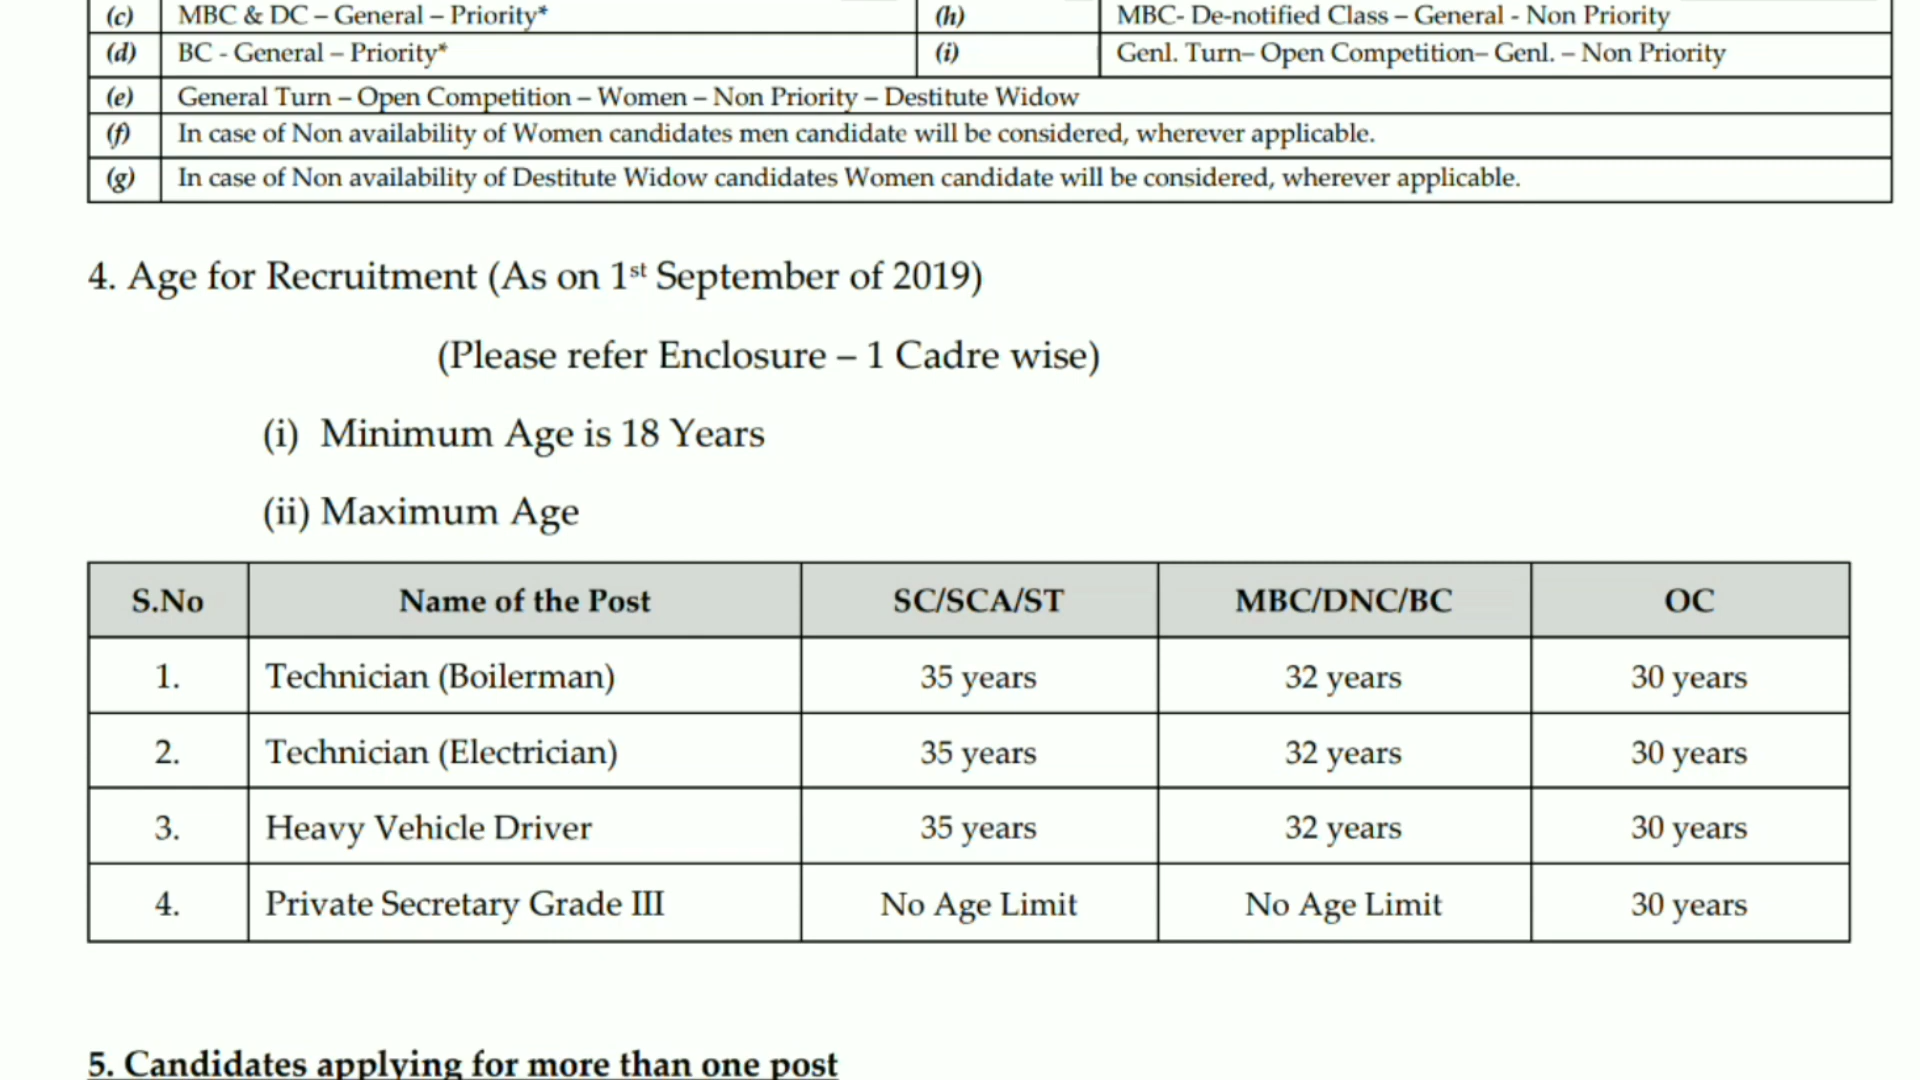 (c) MBC & DC – General – Priority* (h) MBC- De-notified Class – General - Non Priority
(d) BC - General – Priority* (i) Genl. Turn– Open Competition– Genl. – Non Priority
(e) General Turn – Open Competition – Women – Non Priority – Destitute Widow
(f) In case of Non availability of Women candidates men candidate will be considered, wherever applicable.
(g) In case of Non availability of Destitute Widow candidates Women candidate will be considered, wherever applicable.
4. Age for Recruitment (As on 1st September of 2019)
(Please refer Enclosure – 1 Cadre wise)
(i) Minimum Age is 18 Years
(ii) Maximum Age
S.No Name of the Post SC/SCA/ST MBC/DNC/BC OC
1. Technician (Boilerman) 35 years 32 years 30 years
2. Technician (Electrician) 35 years 32 years 30 years
3. Heavy Vehicle Driver 35 years 32 years 30 years
4. Private Secretary Grade III No Age Limit No Age Limit 30 years
5. Candidates applying for more than one post